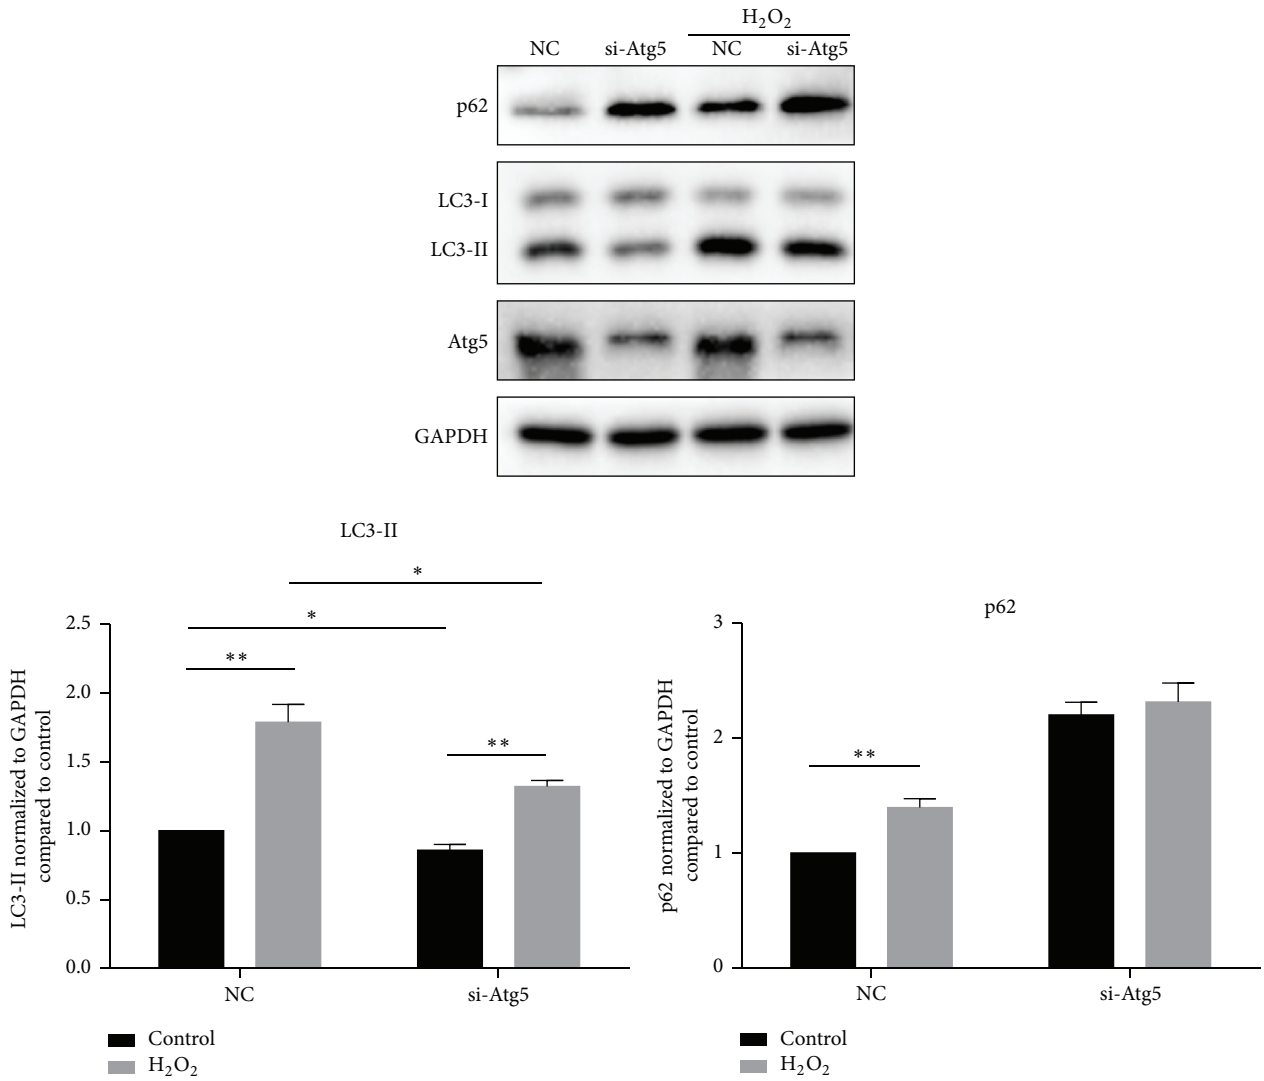 H₂O₂
NC si-Atg5 NC si-Atg5
p62
LC3-I
LC3-II
Atg5
GAPDH
LC3-II
*
*
**
**
2.5
2.0
1.5
1.0
0.5
0.0
LC3-II normalized to GAPDH
compared to control
NC si-Atg5
Control
H₂O₂
p62
**
3
2
1
0
p62 normalized to GAPDH
compared to control
NC si-Atg5
Control
H₂O₂